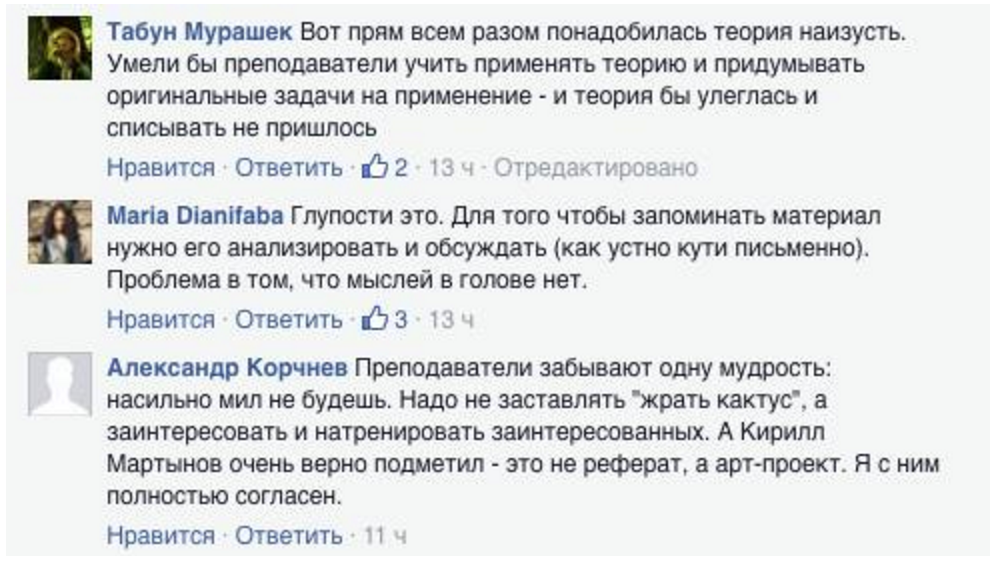 Табун Мурашек Вот прям всем разом понадобилась теория наизусть.
Умели бы преподаватели учить применять теорию и придумывать
оригинальные задачи на применение - и теория бы улеглась и
списывать не пришлось
Нравится · Ответить · 2 · 13 ч · Отредактировано
Maria Dianifaba Глупости это. Для того чтобы запоминать материал
нужно его анализировать и обсуждать (как устно кути письменно).
Проблема в том, что мыслей в голове нет.
Нравится · Ответить · 3 · 13 ч
Александр Корчнев Преподаватели забывают одну мудрость:
насильно мил не будешь. Надо не заставлять "жрать кактус", а
заинтересовать и натренировать заинтересованных. А Кирилл
Мартынов очень верно подметил - это не реферат, а арт-проект. Я с ним
полностью согласен.
Нравится · Ответить · 11 ч